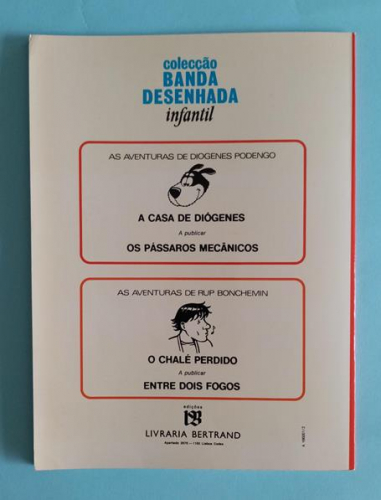 colecção
BANDA
DESENHADA
infantil
AS AVENTURAS DE DIOGENES PODENGO
A CASA DE DIÓGENES
A publicar
OS PÁSSAROS MECÂNICOS
AS AVENTURAS DE RUP BONCHEMIN
O CHALÉ PERDIDO
A publicar
ENTRE DOIS FOGOS
edições
LIVRARIA BERTRAND